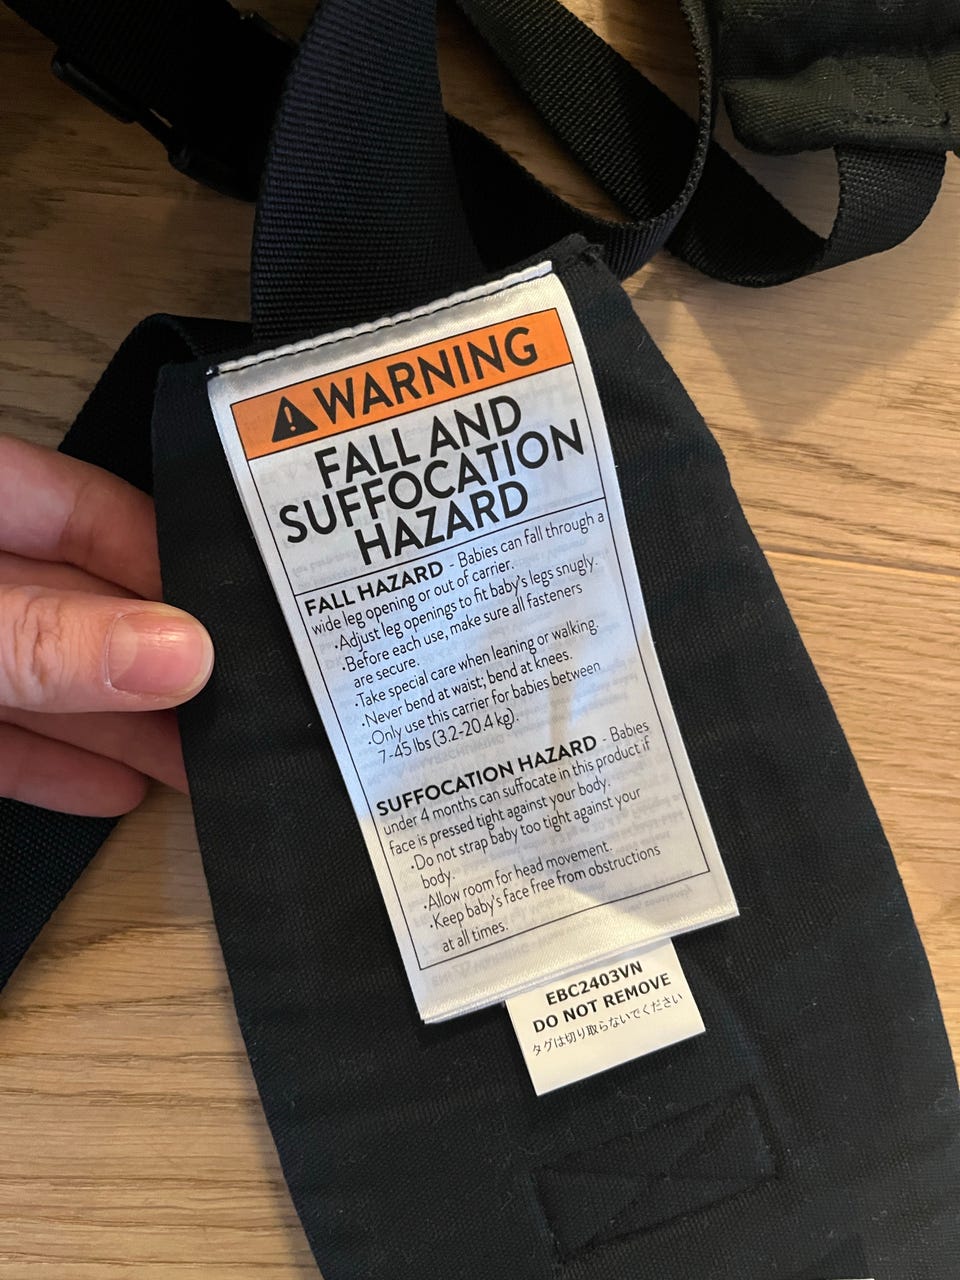 WARNING
FALL AND
SUFFOCATION
HAZARD
FALL HAZARD - Babies can fall through a
wide leg opening or out of carrier.
•Adjust leg openings to fit baby's legs snugly.
•Before each use, make sure all fasteners
are secure.
•Take special care when leaning or walking.
•Never bend at waist; bend at knees.
•Only use this carrier for babies between
7-45 lbs (3.2-20.4 kg).
SUFFOCATION HAZARD - Babies
under 4 months can suffocate in this product if
face is pressed tight against your body.
•Do not strap baby too tight against your
body.
•Allow room for head movement.
•Keep baby's face free from obstructions
at all times.
EBC2403VN
DO NOT REMOVE
タグは切り取らないでください